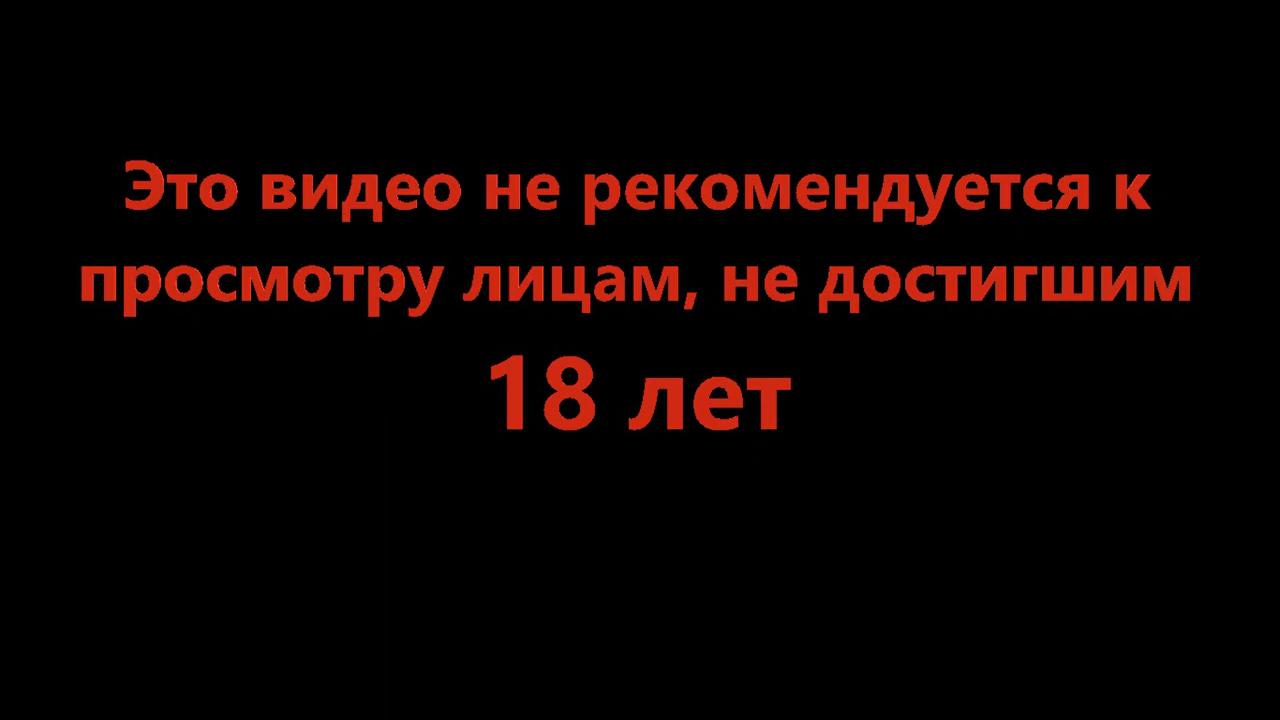 Это видео не рекомендуется к
просмотру лицам, не достигшим
18 лет